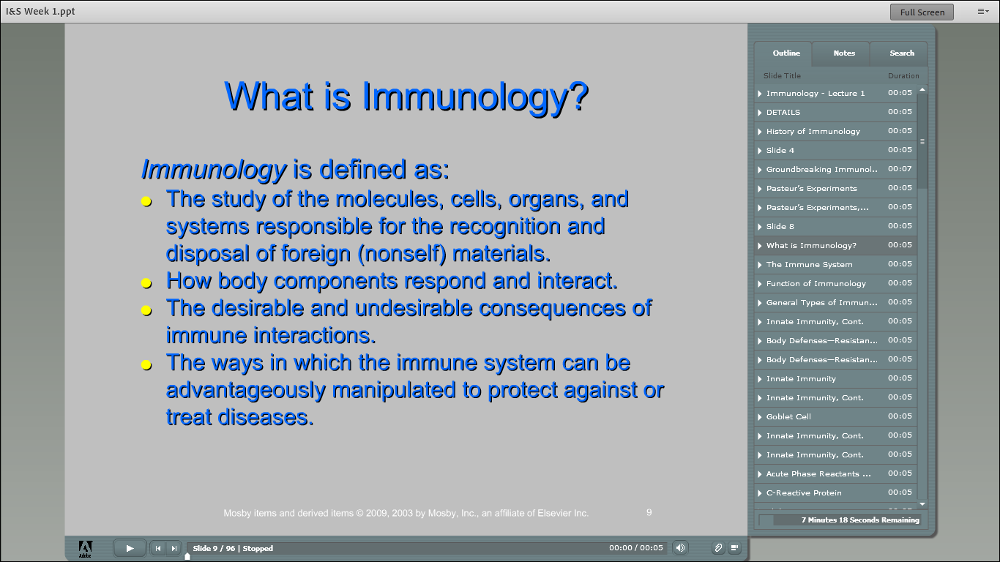 I&S Week 1.ppt
Full Screen
What is Immunology?
Immunology is defined as:
The study of the molecules, cells, organs, and
systems responsible for the recognition and
disposal of foreign (nonself) materials.
How body components respond and interact.
The desirable and undesirable consequences of
immune interactions.
The ways in which the immune system can be
advantageously manipulated to protect against or
treat diseases.
Mosby items and derived items © 2009, 2003 by Mosby, Inc., an affiliate of Elsevier Inc. 9
Outline Notes Search
Slide Title Duration
Immunology - Lecture 1 00:05
DETAILS 00:05
History of Immunology 00:05
Slide 4 00:05
Groundbreaking Immunol.. 00:07
Pasteur’s Experiments 00:05
Pasteur’s Experiments,... 00:05
Slide 8 00:05
What is Immunology? 00:05
The Immune System 00:05
Function of Immunology 00:05
General Types of Immun... 00:05
Innate Immunity, Cont. 00:05
Body Defenses—Resistan... 00:05
Body Defenses—Resistan... 00:05
Innate Immunity 00:05
Innate Immunity, Cont. 00:05
Goblet Cell 00:05
Innate Immunity, Cont. 00:05
Innate Immunity, Cont. 00:05
Acute Phase Reactants ... 00:05
C-Reactive Protein 00:05
7 Minutes 18 Seconds Remaining
Adobe
Slide 9 / 96 | Stopped 00:00 / 00:05